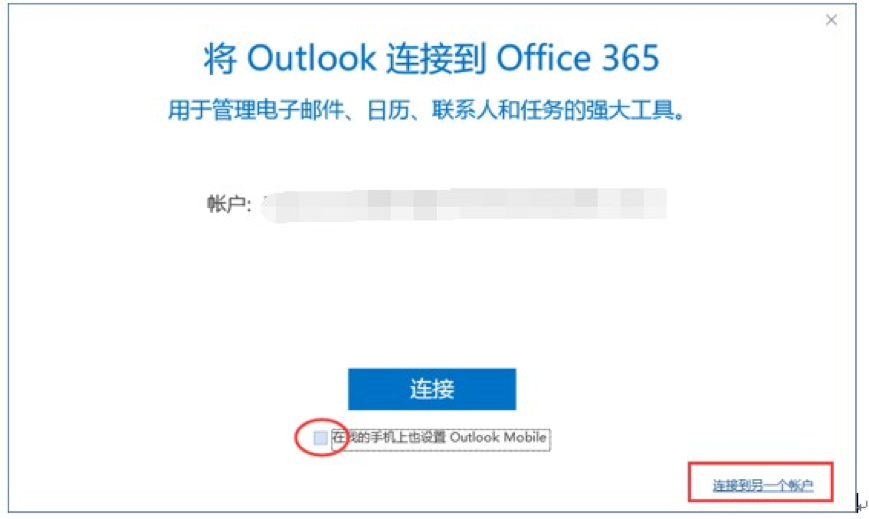 将 Outlook 连接到 Office 365
用于管理电子邮件、日历、联系人和任务的强大工具。
帐户:
连接
在我的手机上也设置 Outlook Mobile
连接到另一个帐户